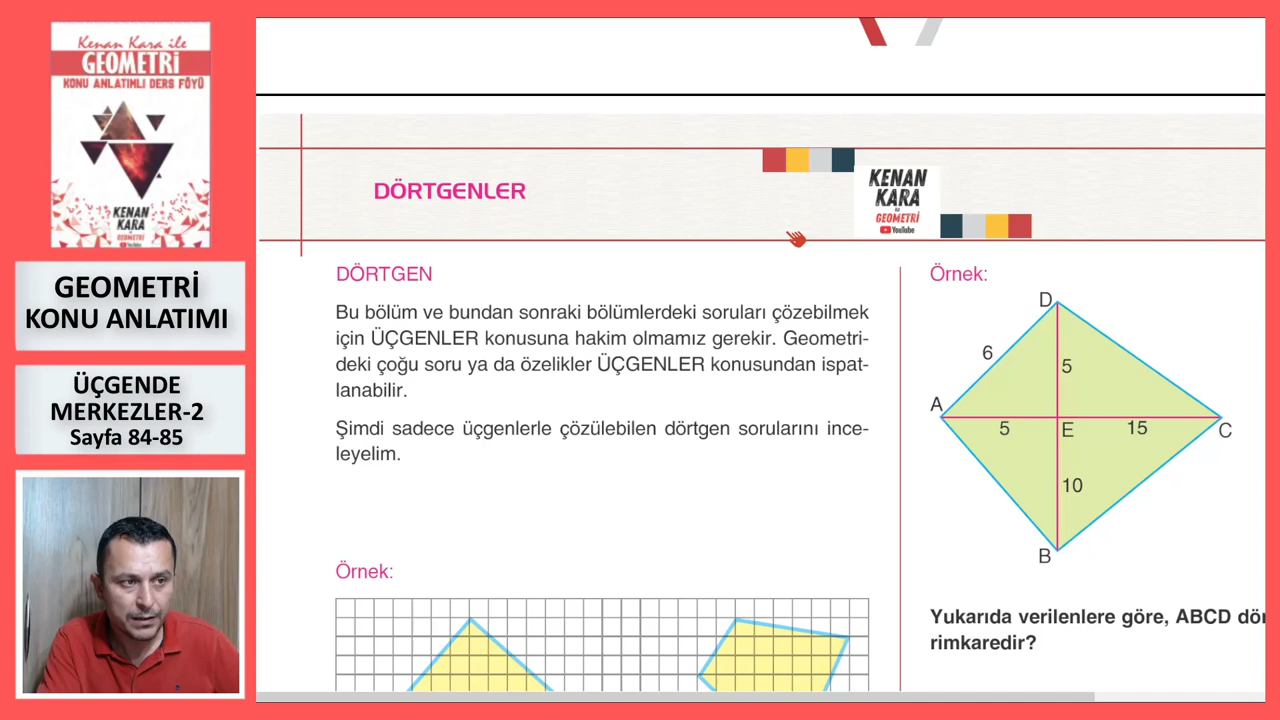 Kenan Kara ile
GEOMETRİ
KONU ANLATIMLI DERS FÖYÜ
KENAN
KARA
ile
GEOMETRİ
YouTube
GEOMETRİ
KONU ANLATIMI
ÜÇGENDE
MERKEZLER-2
Sayfa 84-85
DÖRTGENLER
KENAN
KARA
ile
GEOMETRİ
YouTube
DÖRTGEN
Bu bölüm ve bundan sonraki bölümlerdeki soruları çözebilmek
için ÜÇGENLER konusuna hakim olmamız gerekir. Geometri-
deki çoğu soru ya da özelikler ÜÇGENLER konusundan ispat-
lanabilir.
Şimdi sadece üçgenlerle çözülebilen dörtgen sorularını ince-
leyelim.
Örnek:
Örnek:
D
6
5
A
5
E
15
C
10
B
Yukarıda verilenlere göre, ABCD dör
rimkaredir?